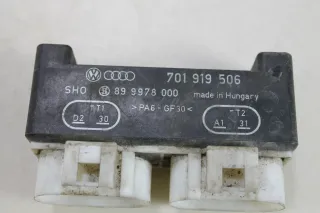 701 919 506
SHO 89 9978 000 made in Hungary
>PA6 - GF30<
T1 T2
D2 30 A1 31